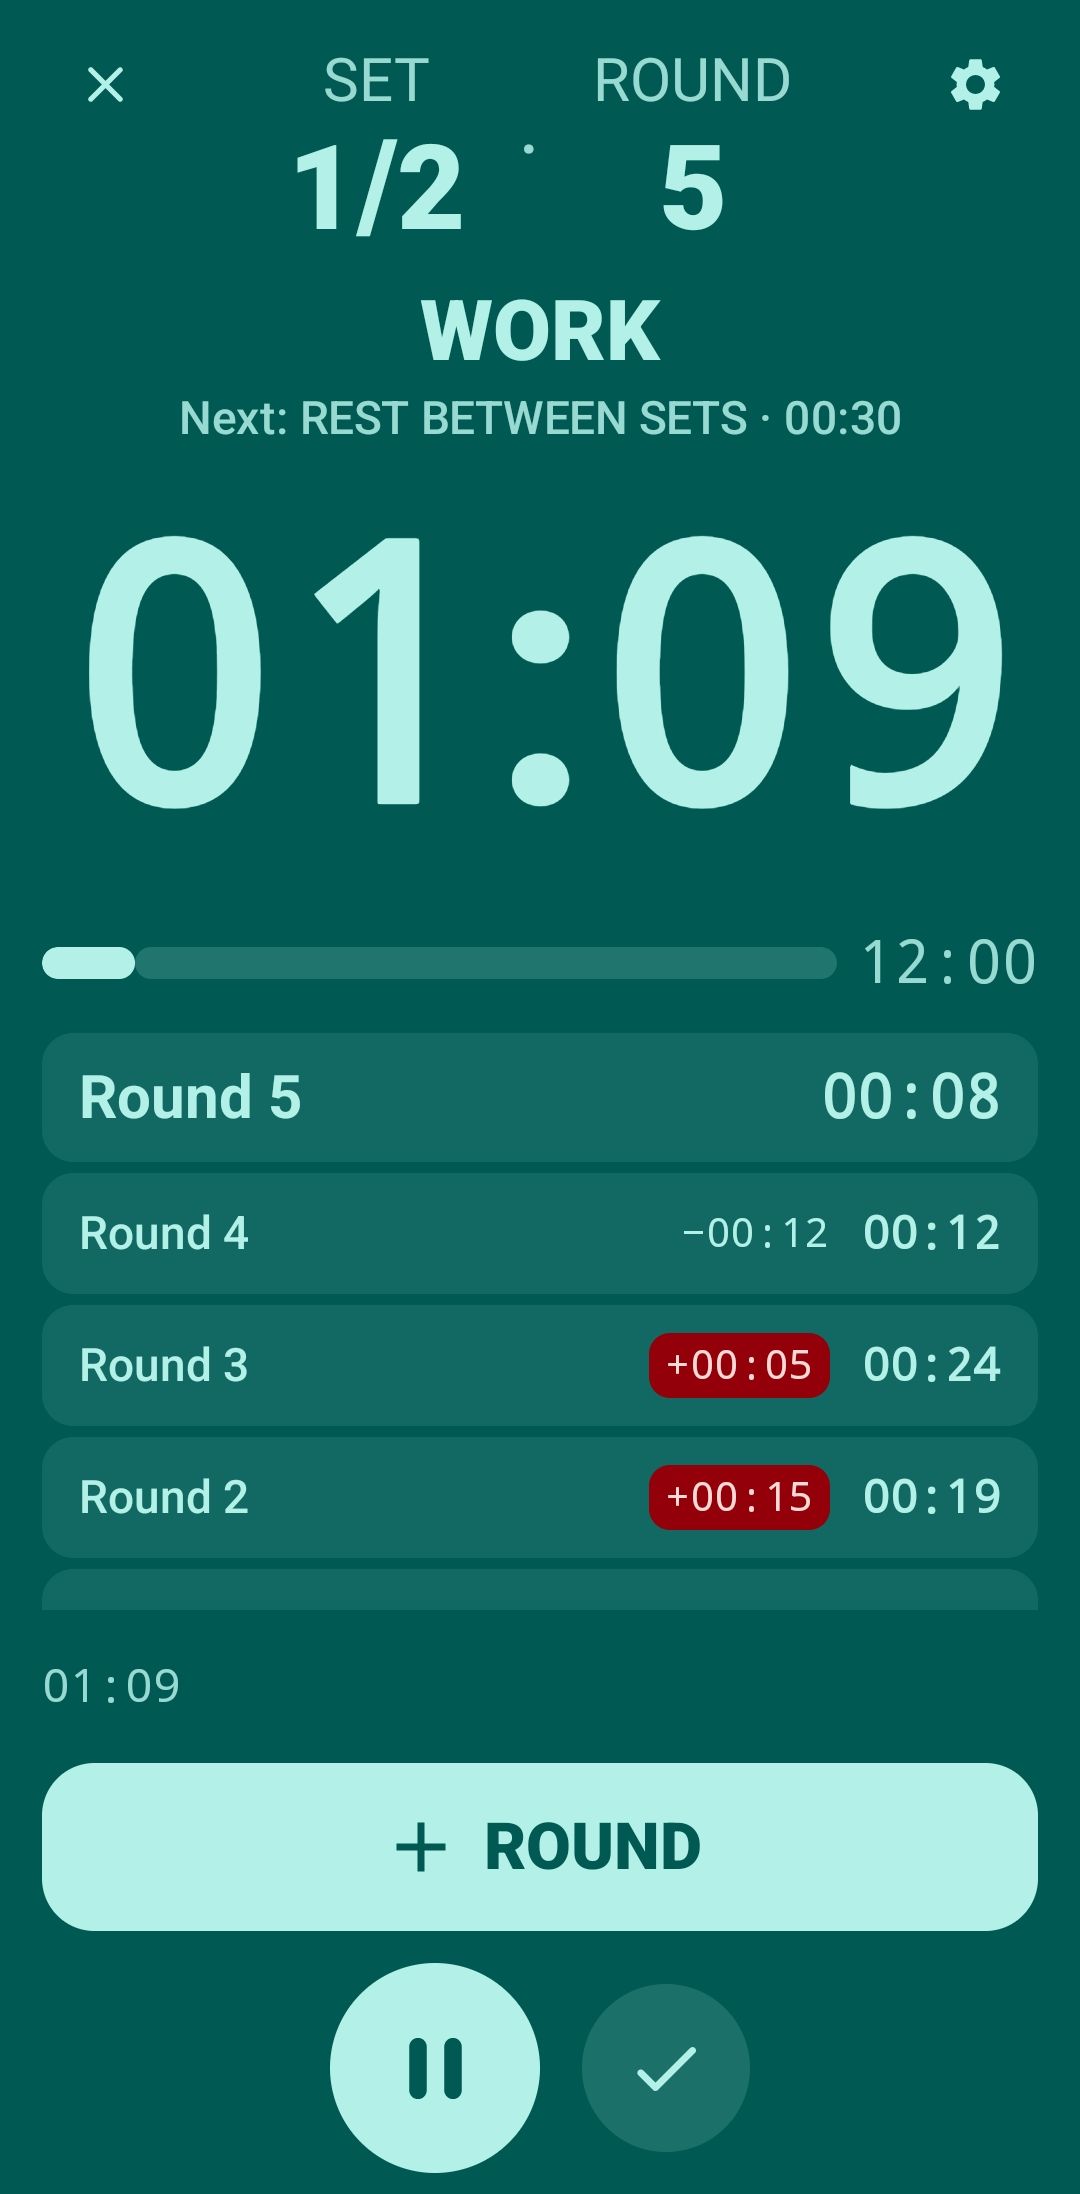 SET ROUND
1/2 · 5
WORK
Next: REST BETWEEN SETS · 00:30
01:09
12:00
Round 5 00:08
Round 4 −00:12 00:12
Round 3 +00:05 00:24
Round 2 +00:15 00:19
01:09
+ ROUND